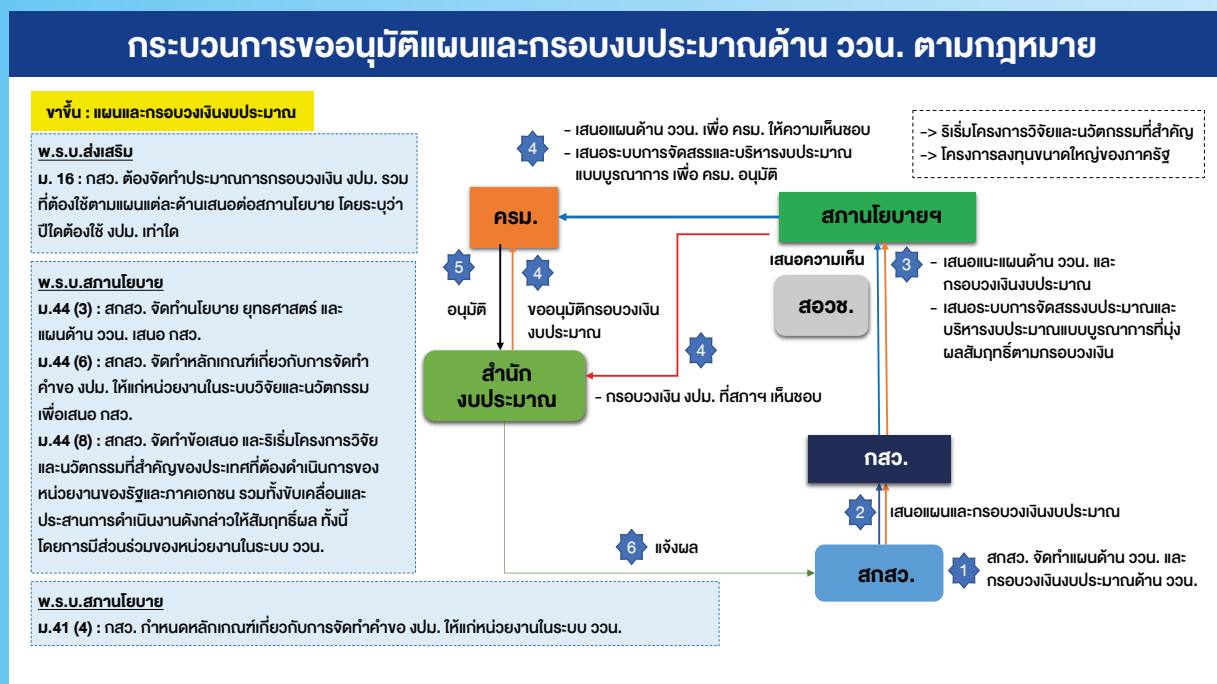 กระบวนการขออนุมัติแผนและกรอบงบประมาณด้าน ววน. ตามกฎหมาย
ขาขึ้น : แผนและกรอบวงเงินงบประมาณ
พ.ร.บ.ส่งเสริม
ม. 16 : กสว. ต้องจัดทำประมาณการกรอบวงเงิน งปม. รวม
ที่ต้องใช้ตามแผนแต่ละด้านเสนอต่อสภานโยบาย โดยระบุว่า
ปีใดต้องใช้ งปม. เท่าใด
พ.ร.บ.สภานโยบาย
ม.44 (3) : สกสว. จัดทำนโยบาย ยุทธศาสตร์ และ
แผนด้าน ววน. เสนอ กสว.
ม.44 (6) : สกสว. จัดทำหลักเกณฑ์เกี่ยวกับการจัดทำ
คำขอ งปม. ให้แก่หน่วยงานในระบบวิจัยและนวัตกรรม
เพื่อเสนอ กสว.
ม.44 (8) : สกสว. จัดทำข้อเสนอ และริเริ่มโครงการวิจัย
และนวัตกรรมที่สำคัญของประเทศที่ต้องดำเนินการของ
หน่วยงานของรัฐและภาคเอกชน รวมทั้งขับเคลื่อนและ
ประสานการดำเนินงานดังกล่าวให้สัมฤทธิ์ผล ทั้งนี้
โดยการมีส่วนร่วมของหน่วยงานในระบบ ววน.
พ.ร.บ.สภานโยบาย
ม.41 (4) : กสว. กำหนดหลักเกณฑ์เกี่ยวกับการจัดทำคำขอ งปม. ให้แก่หน่วยงานในระบบ ววน.
4
- เสนอแผนด้าน ววน. เพื่อ ครม. ให้ความเห็นชอบ
- เสนอระบบการจัดสรรและบริหารงบประมาณ
แบบบูรณาการ เพื่อ ครม. อนุมัติ
-> ริเริ่มโครงการวิจัยและนวัตกรรมที่สำคัญ
-> โครงการลงทุนขนาดใหญ่ของภาครัฐ
ครม.
สภานโยบายฯ
5
อนุมัติ
4
ขออนุมัติกรอบวงเงิน
งบประมาณ
เสนอความเห็น
สอวช.
3
- เสนอแนะแผนด้าน ววน. และ
กรอบวงเงินงบประมาณ
- เสนอระบบการจัดสรรงบประมาณและ
บริหารงบประมาณแบบบูรณาการที่มุ่ง
ผลสัมฤทธิ์ตามกรอบวงเงิน
4
สำนัก
งบประมาณ
- กรอบวงเงิน งปม. ที่สภาฯ เห็นชอบ
กสว.
2
เสนอแผนและกรอบวงเงินงบประมาณ
6
แจ้งผล
สกสว.
1
สกสว. จัดทำแผนด้าน ววน. และ
กรอบวงเงินงบประมาณด้าน ววน.